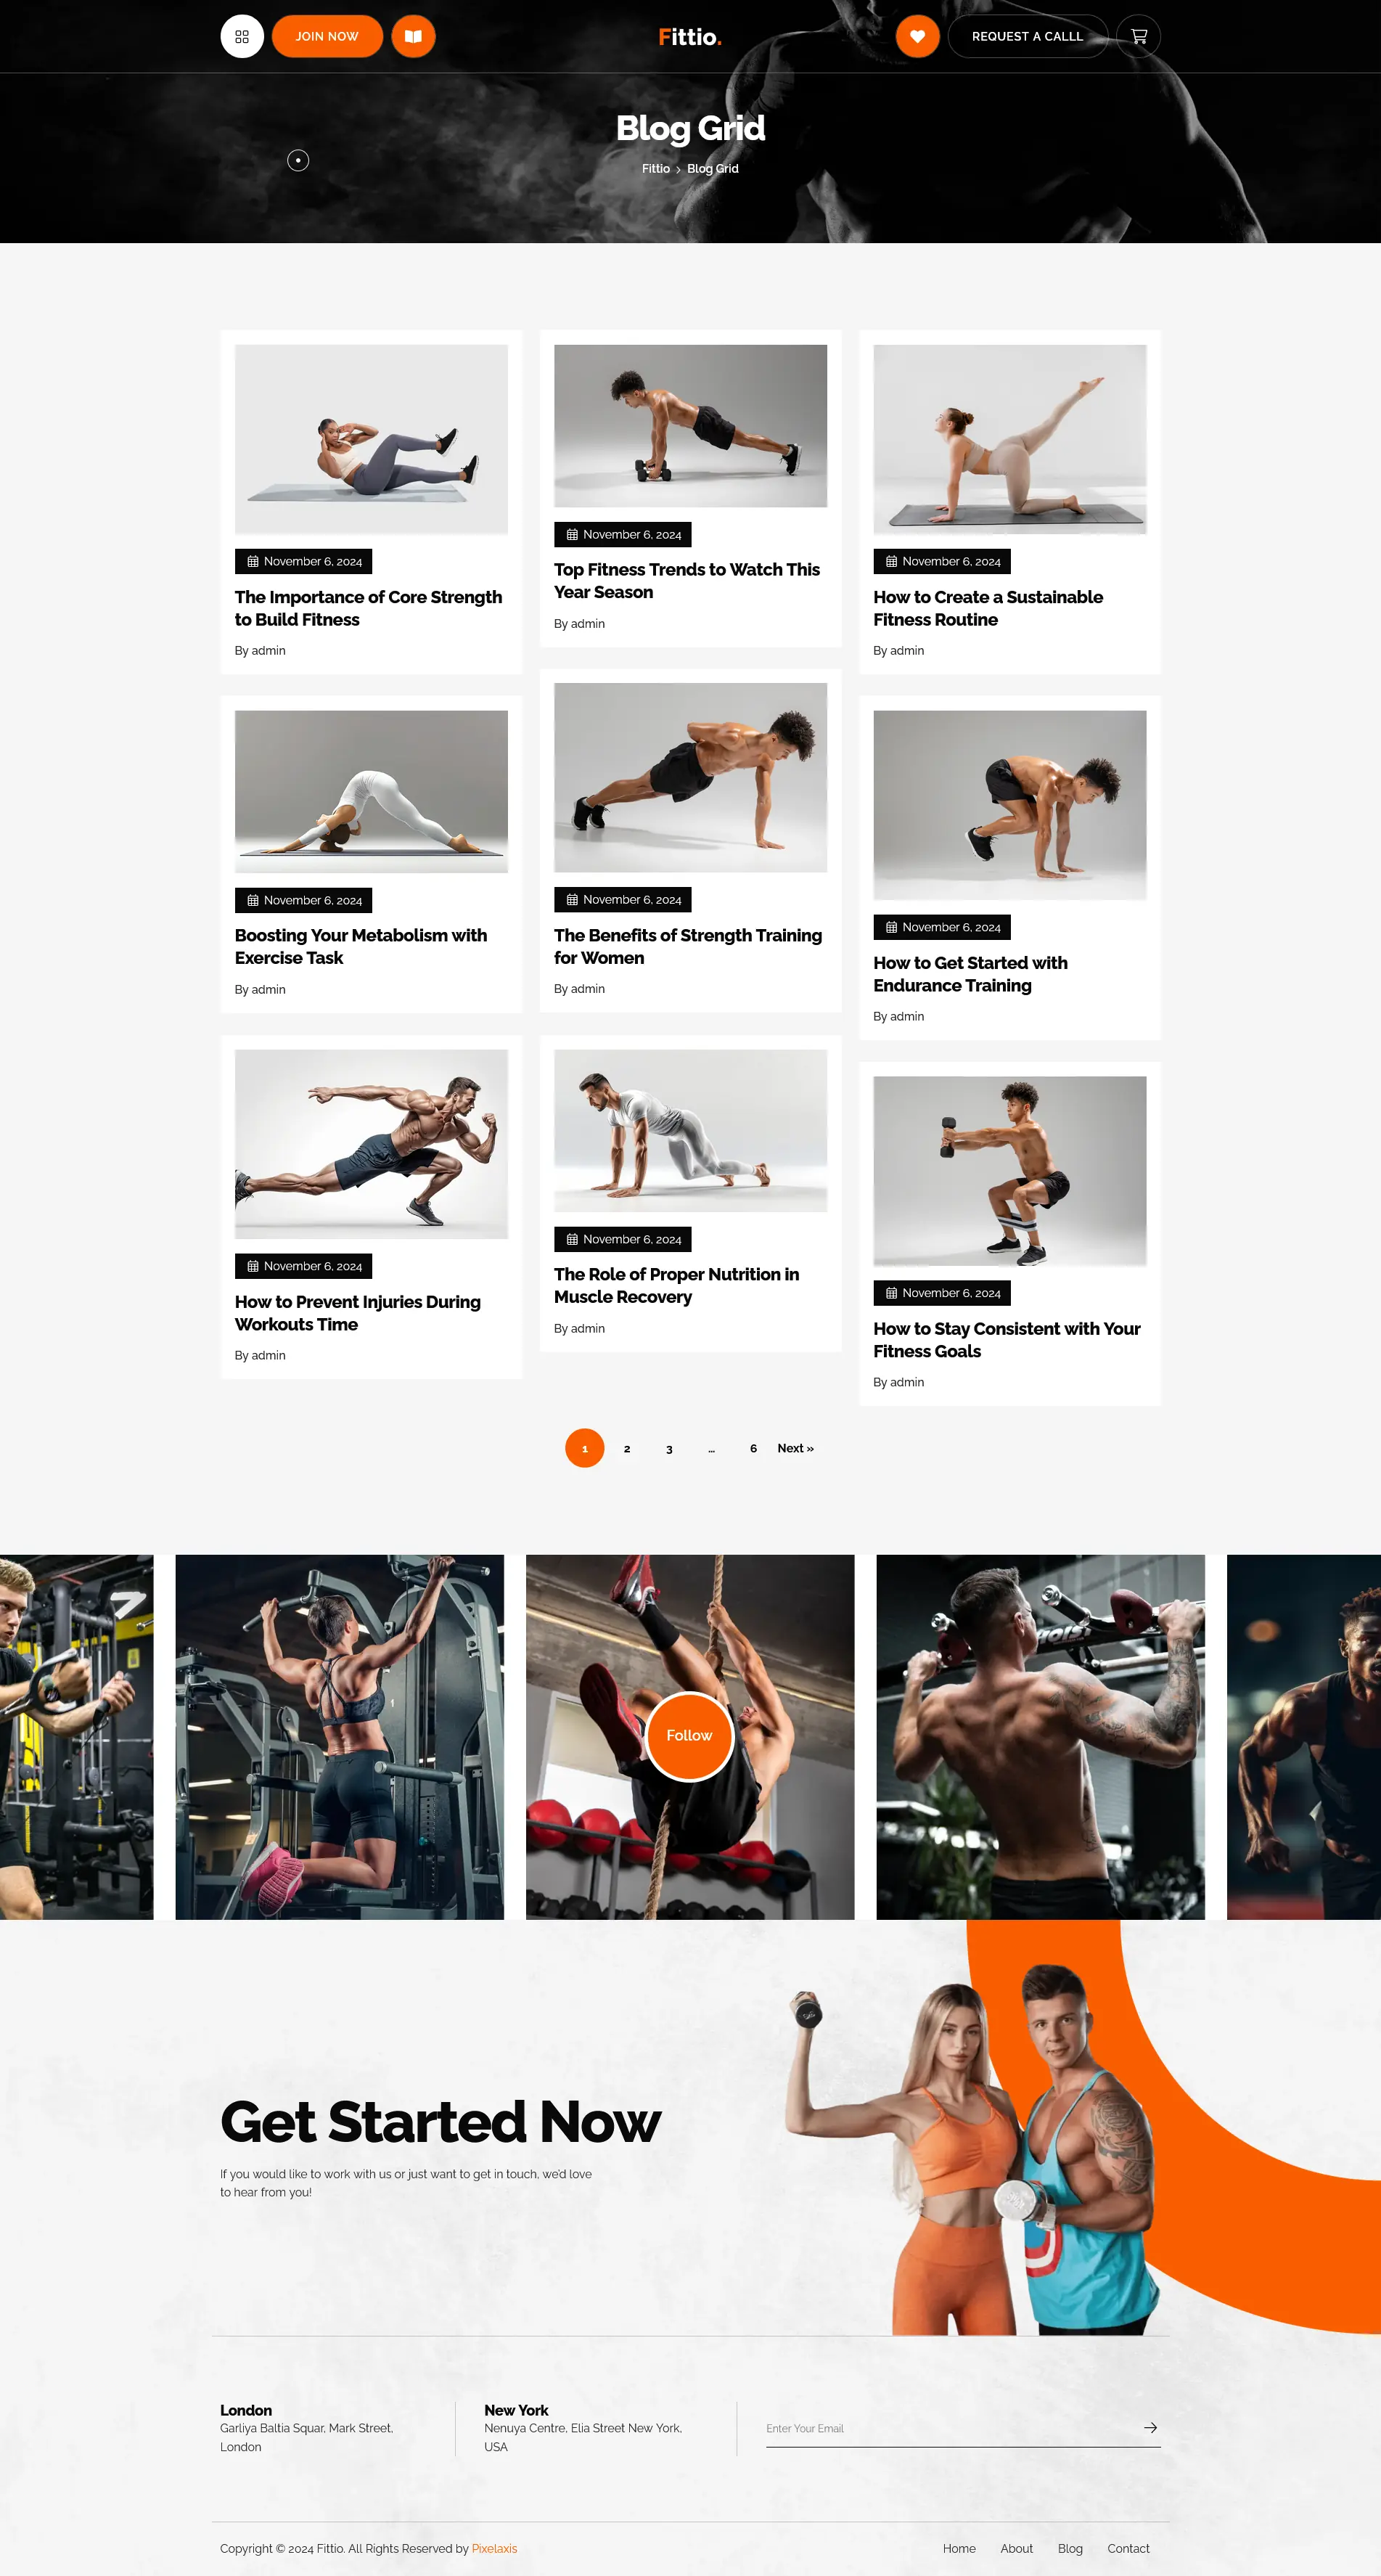 JOIN NOW
Fittio.
REQUEST A CALLL
Blog Grid
Fittio > Blog Grid
November 6, 2024
The Importance of Core Strength
to Build Fitness
By admin
November 6, 2024
Top Fitness Trends to Watch This
Year Season
By admin
November 6, 2024
How to Create a Sustainable
Fitness Routine
By admin
November 6, 2024
Boosting Your Metabolism with
Exercise Task
By admin
November 6, 2024
The Benefits of Strength Training
for Women
By admin
November 6, 2024
How to Get Started with
Endurance Training
By admin
November 6, 2024
How to Prevent Injuries During
Workouts Time
By admin
November 6, 2024
The Role of Proper Nutrition in
Muscle Recovery
By admin
November 6, 2024
How to Stay Consistent with Your
Fitness Goals
By admin
1 2 3 ... 6 Next »
Follow
Get Started Now
If you would like to work with us or just want to get in touch, we'd love
to hear from you!
London
Garliya Baltia Squar, Mark Street,
London
New York
Nenuya Centre, Elia Street New York,
USA
Enter Your Email
Copyright © 2024 Fittio. All Rights Reserved by Pixelaxis
Home About Blog Contact